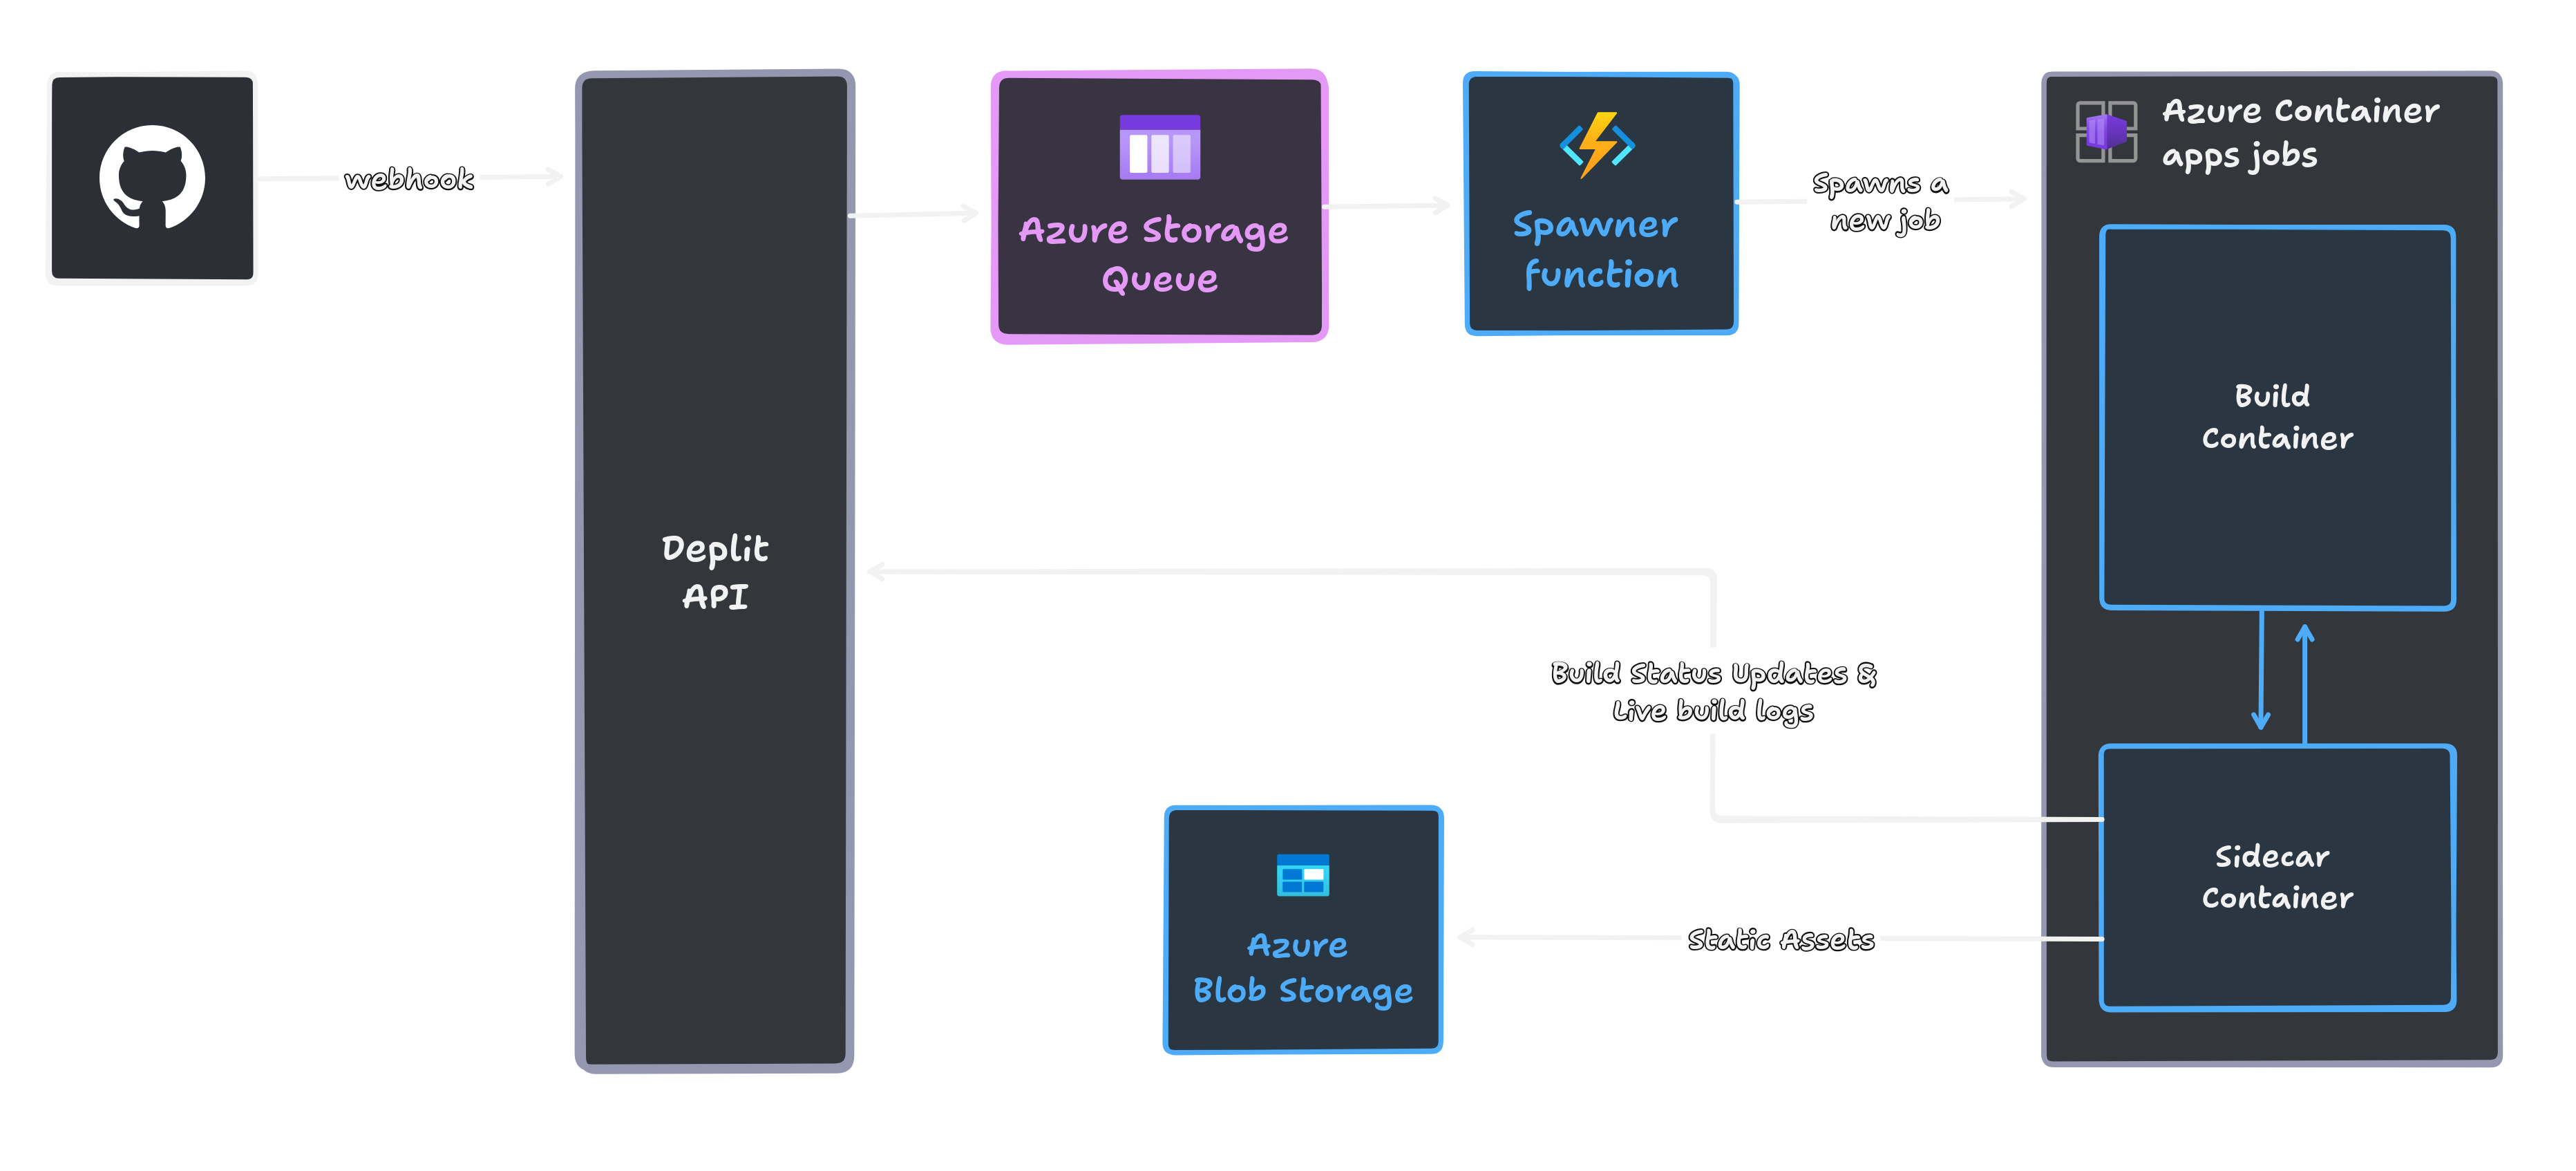 webhook
Deplit
API
Azure Storage
Queue
Spawner
function
Spawns a
new job
Azure Container
apps jobs
Build
Container
Build Status Updates &
Live build logs
Sidecar
Container
Static Assets
Azure
Blob Storage